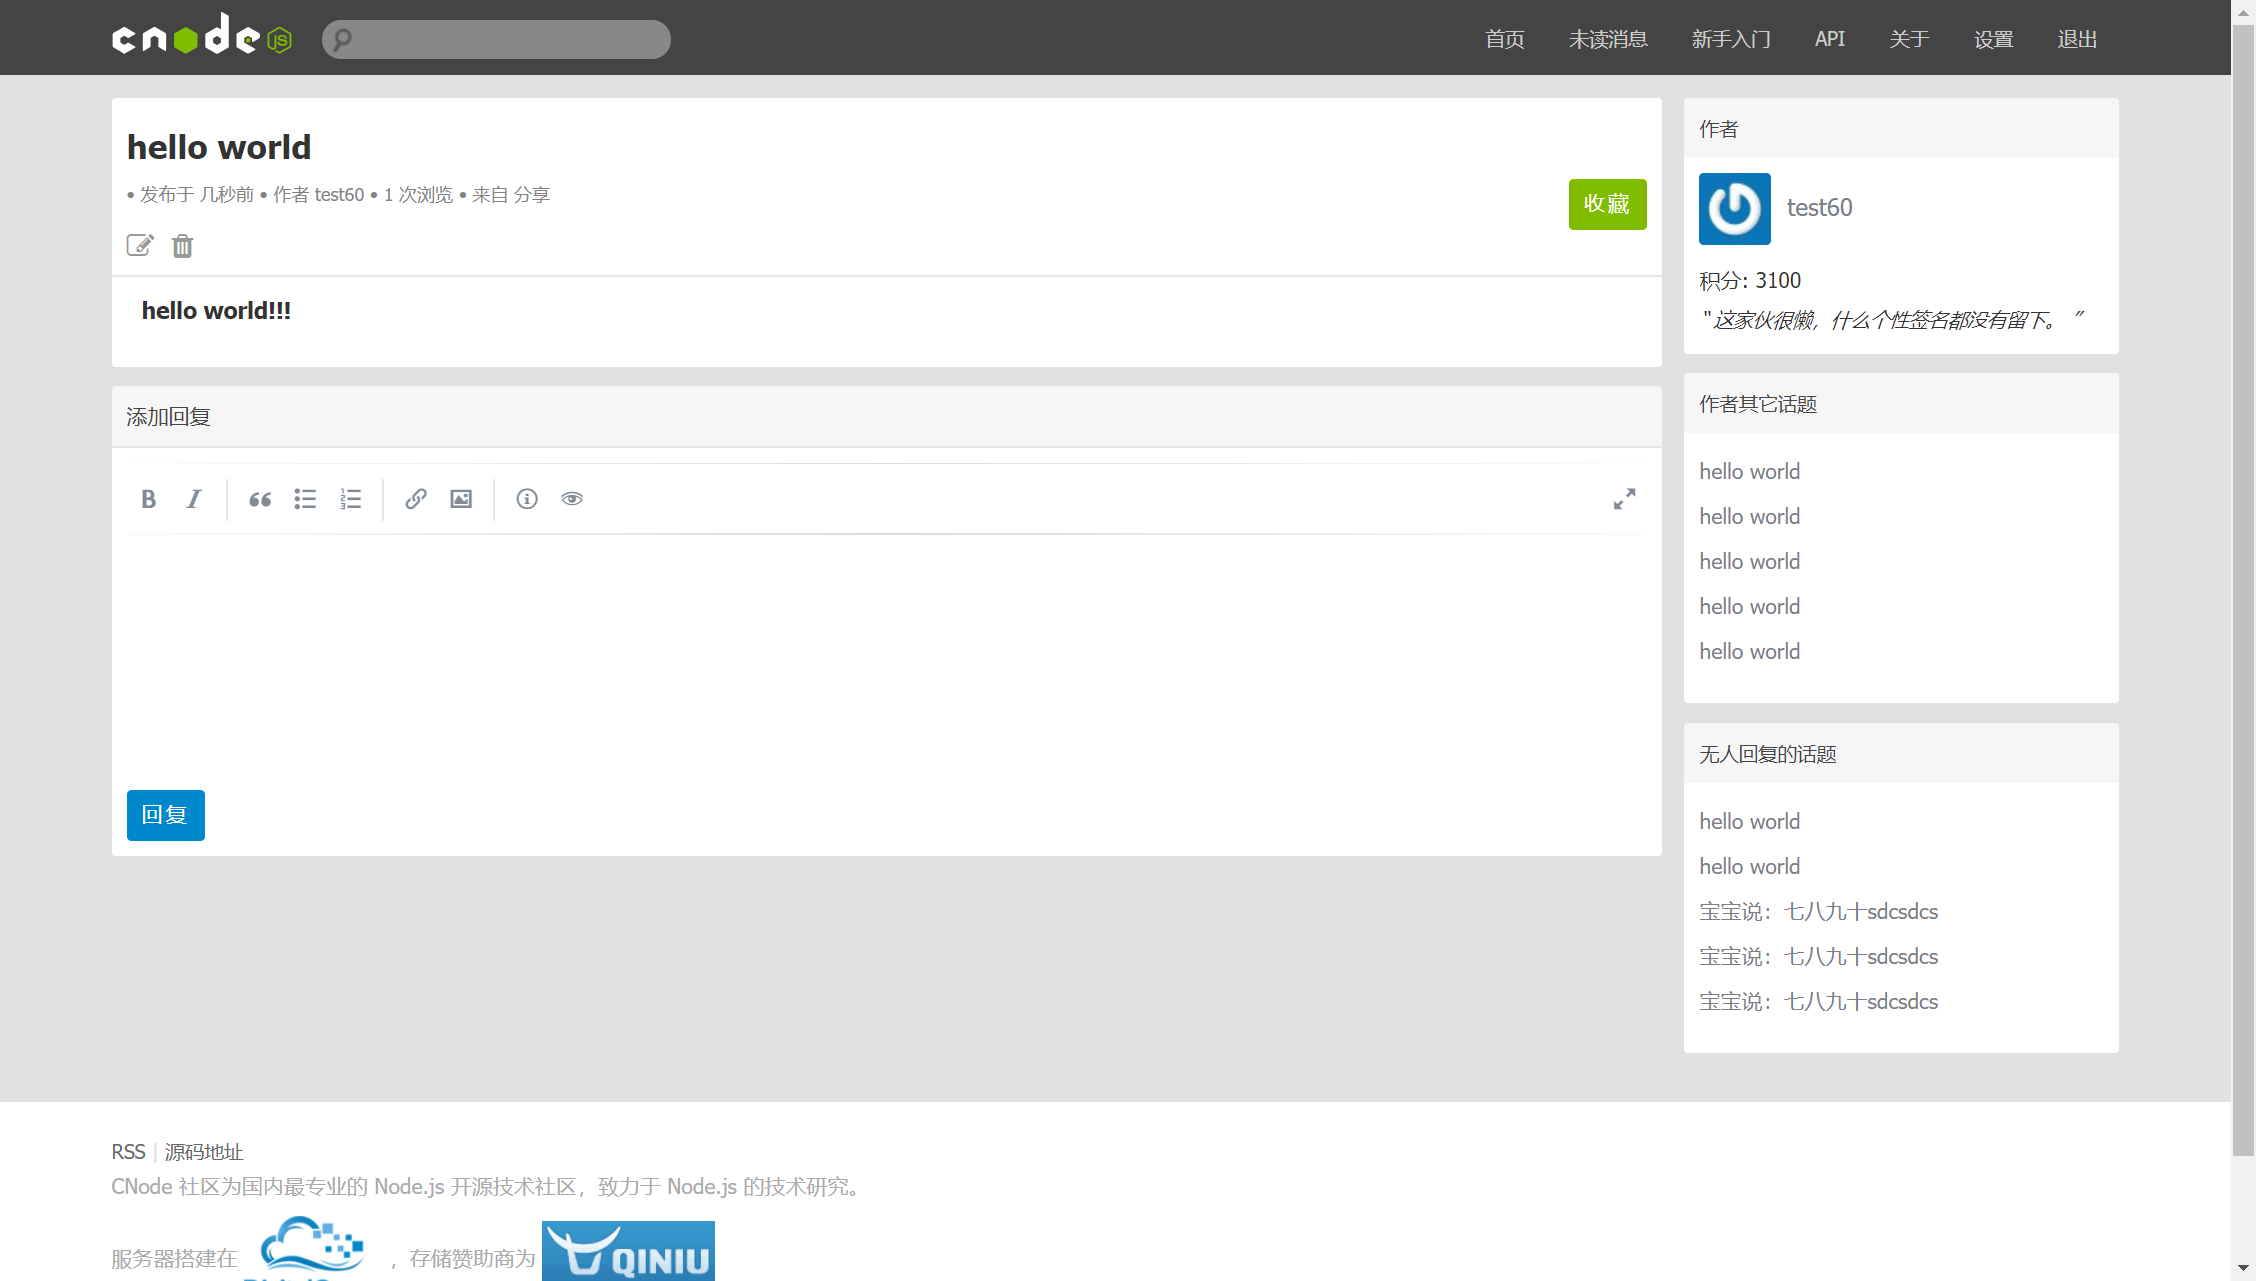 cnode JS
首页 未读消息 新手入门 API 关于 设置 退出
hello world
• 发布于 几秒前 • 作者 test60 • 1 次浏览 • 来自 分享
收藏
hello world!!!
添加回复
回复
作者
test60
积分: 3100
“ 这家伙很懒，什么个性签名都没有留下。 ”
作者其它话题
hello world
hello world
hello world
hello world
hello world
无人回复的话题
hello world
hello world
宝宝说：七八九十sdcsdcs
宝宝说：七八九十sdcsdcs
宝宝说：七八九十sdcsdcs
RSS | 源码地址
CNode 社区为国内最专业的 Node.js 开源技术社区，致力于 Node.js 的技术研究。
服务器搭建在 ，存储赞助商为 QINIU